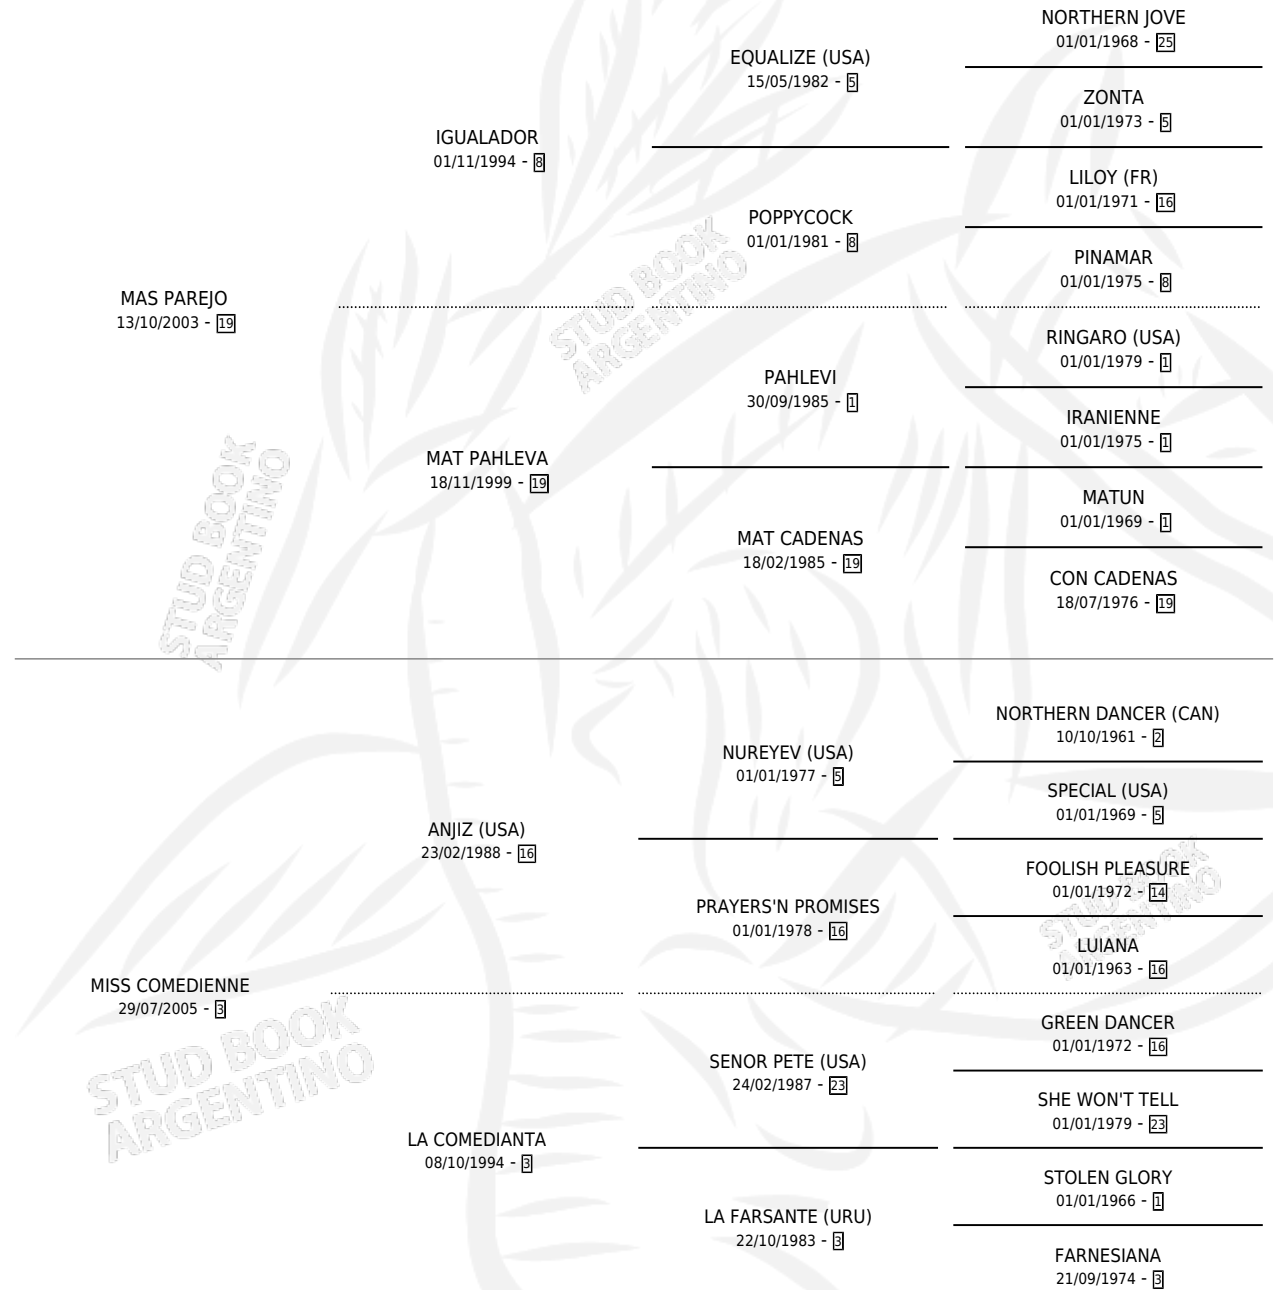 NORTHERN JOVE
01/01/1968 - 25
EQUALIZE (USA)
15/05/1982 - 5
ZONTA
01/01/1973 - 5
IGUALADOR
01/11/1994 - 8
LILOY (FR)
01/01/1971 - 16
POPPYCOCK
01/01/1981 - 8
PINAMAR
01/01/1975 - 8
MAS PAREJO
13/10/2003 - 19
STUD BOOK
ARGENTINO
RINGARO (USA)
01/01/1979 - 1
PAHLEVI
30/09/1985 - 1
IRANIENNE
01/01/1975 - 1
MAT PAHLEVA
18/11/1999 - 19
MATUN
01/01/1969 - 1
MAT CADENAS
18/02/1985 - 19
CON CADENAS
18/07/1976 - 19
STUD BOOK
ARGENTINO
NORTHERN DANCER (CAN)
10/10/1961 - 2
NUREYEV (USA)
01/01/1977 - 5
SPECIAL (USA)
01/01/1969 - 5
ANJIZ (USA)
23/02/1988 - 16
FOOLISH PLEASURE
01/01/1972 - 14
PRAYERS'N PROMISES
01/01/1978 - 16
STUD BOOK
ARGENTINO
LUIANA
01/01/1963 - 16
MISS COMEDIENNE
29/07/2005 - 3
STUD BOOK
ARGENTINO
GREEN DANCER
01/01/1972 - 16
SENOR PETE (USA)
24/02/1987 - 23
SHE WON'T TELL
01/01/1979 - 23
LA COMEDIANTA
08/10/1994 - 3
STOLEN GLORY
01/01/1966 - 1
LA FARSANTE (URU)
22/10/1983 - 3
FARNESIANA
21/09/1974 - 3